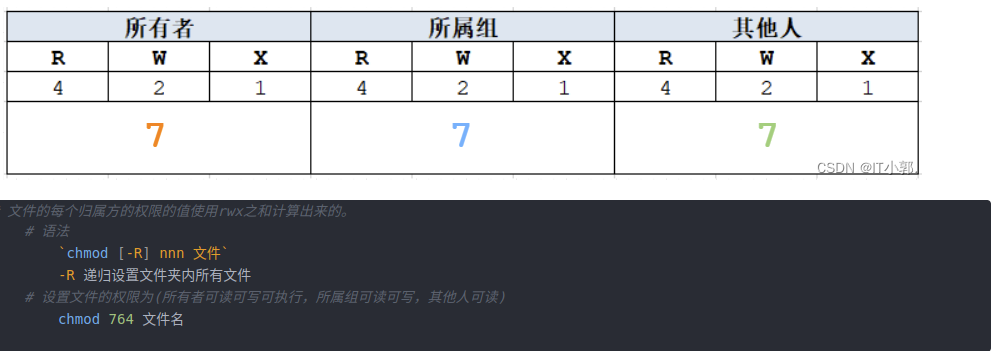 所有者 所属组 其他人
R W X R W X R W X
4 2 1 4 2 1 4 2 1
7 7 7
CSDN @IT小郭.
文件的每个归属方的权限的值使用rwx之和计算出来的。
# 语法
`chmod [-R] nnn 文件`
-R 递归设置文件夹内所有文件
# 设置文件的权限为(所有者可读可写可执行，所属组可读可写，其他人可读)
chmod 764 文件名